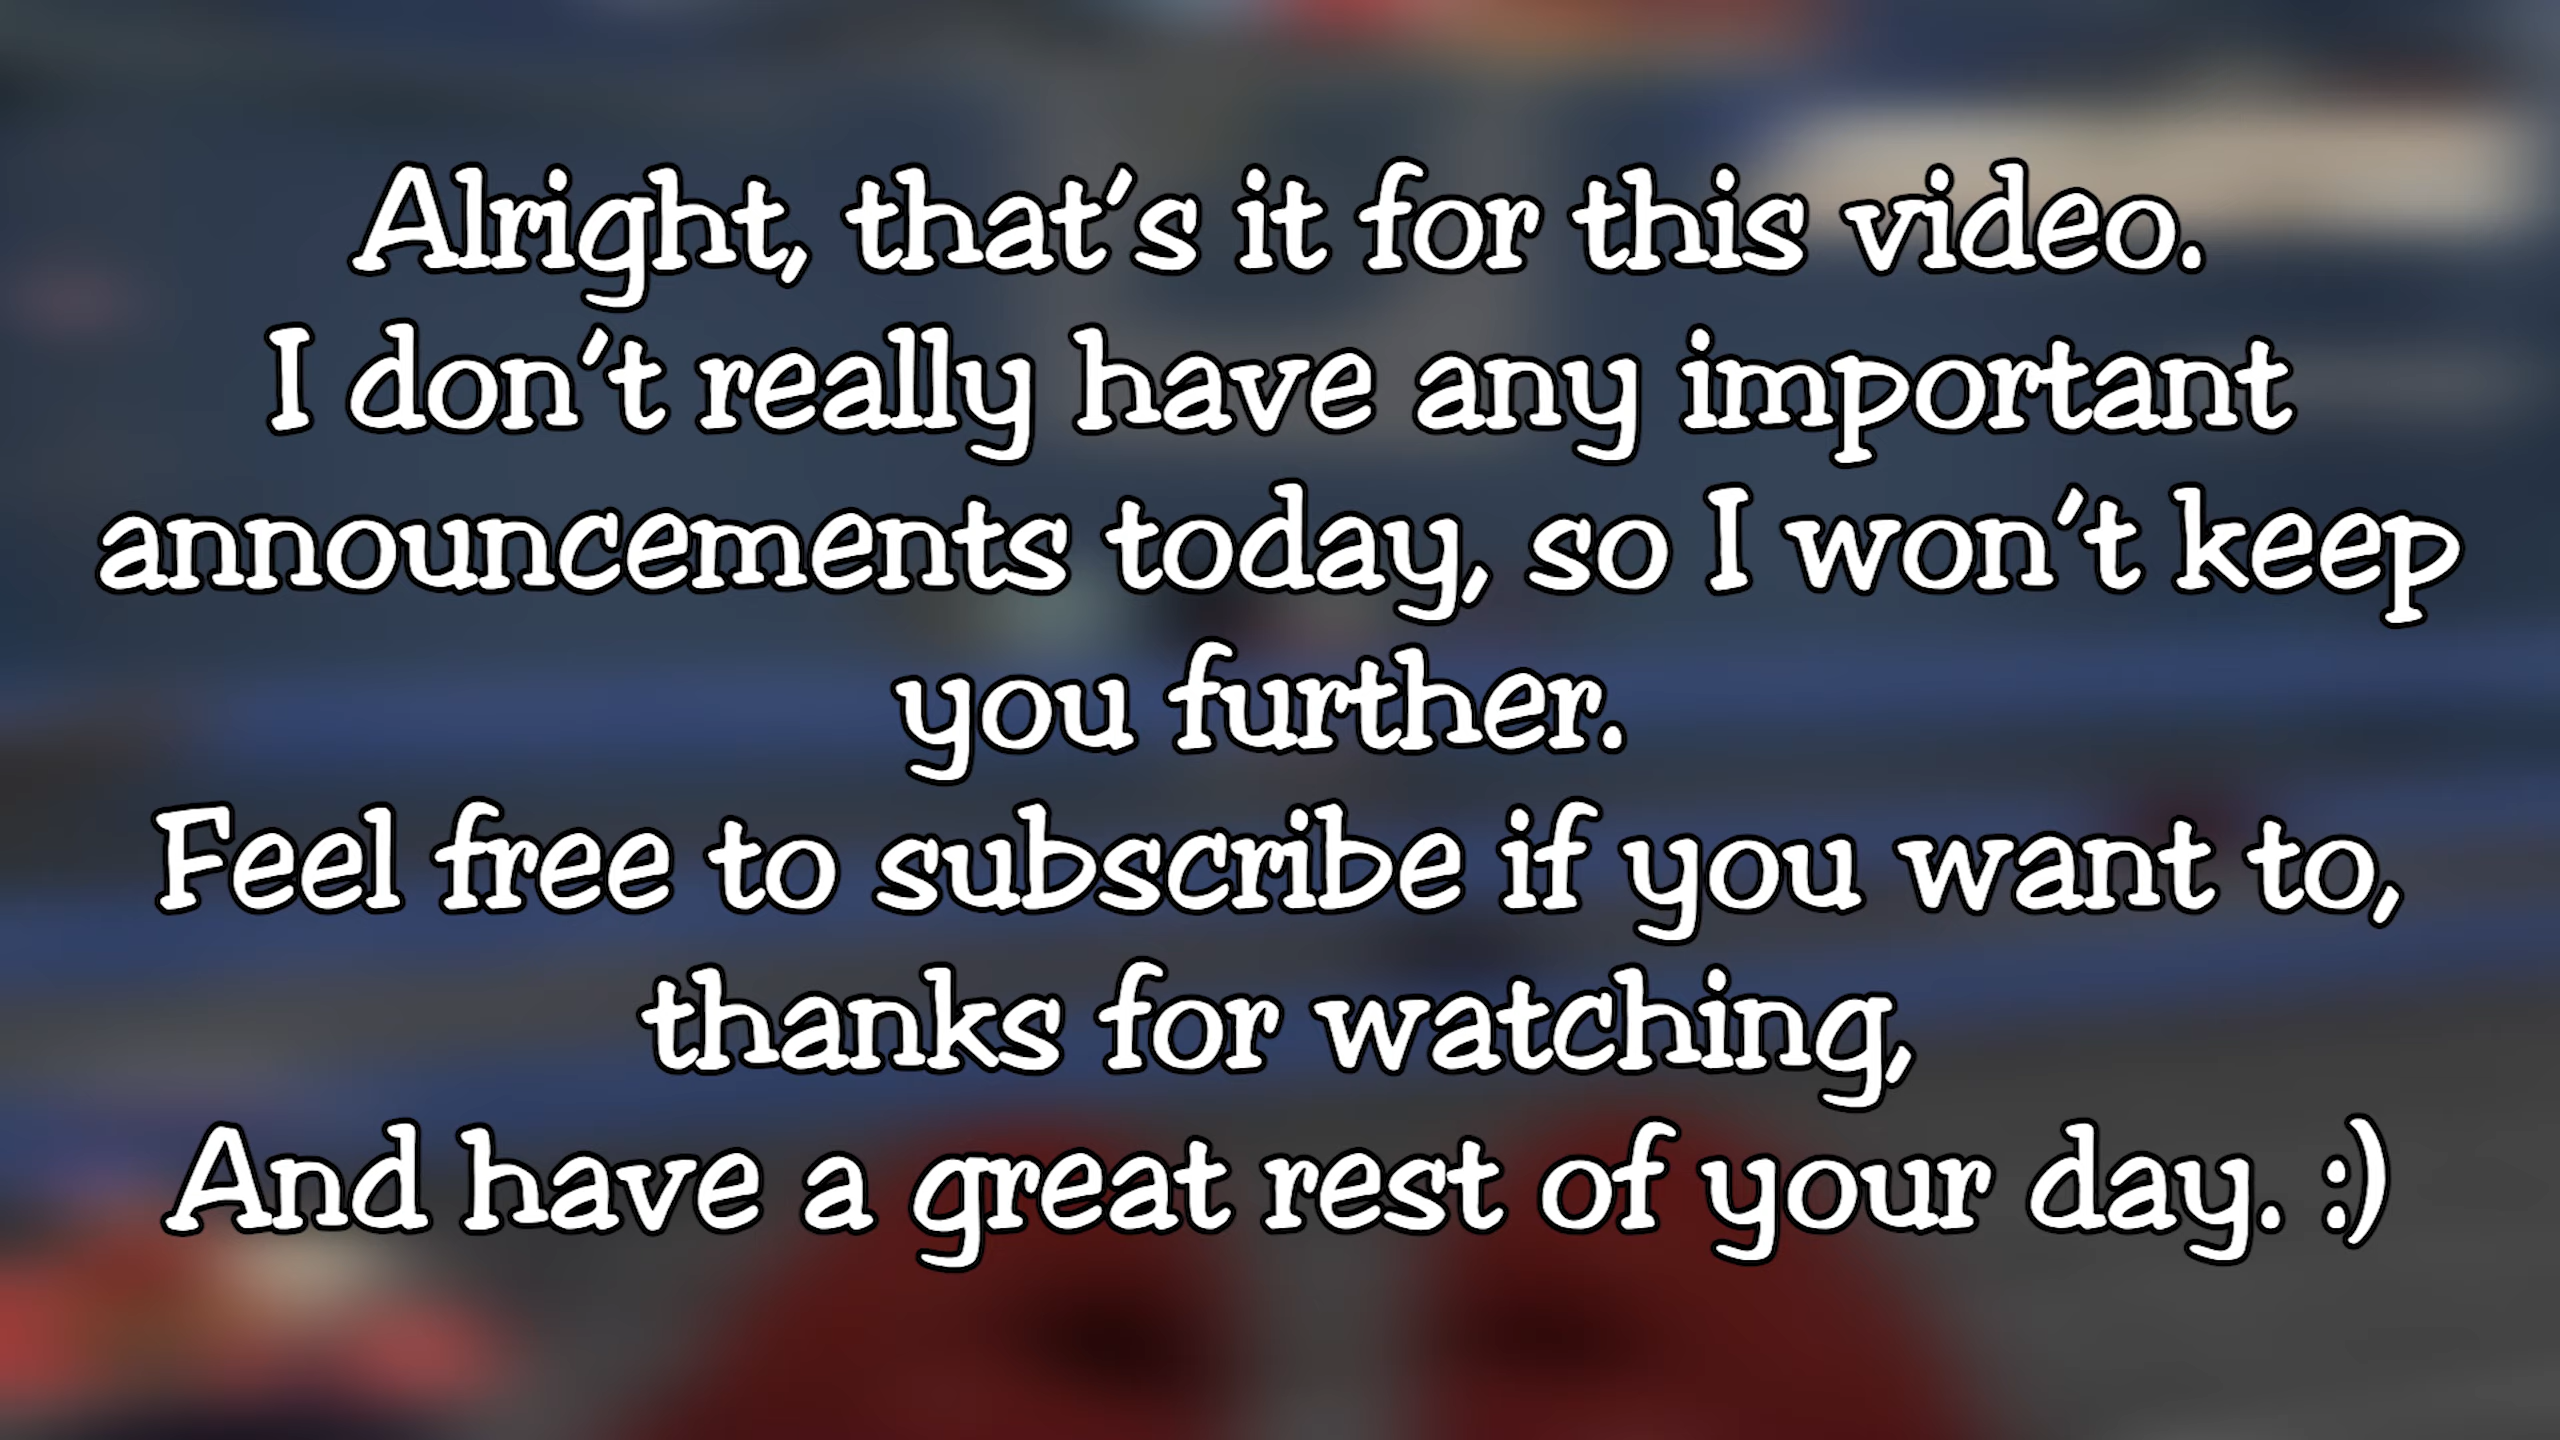 Alright, that's it for this video.
I don't really have any important
announcements today, so I won't keep
you further.
Feel free to subscribe if you want to,
thanks for watching,
And have a great rest of your day. :)